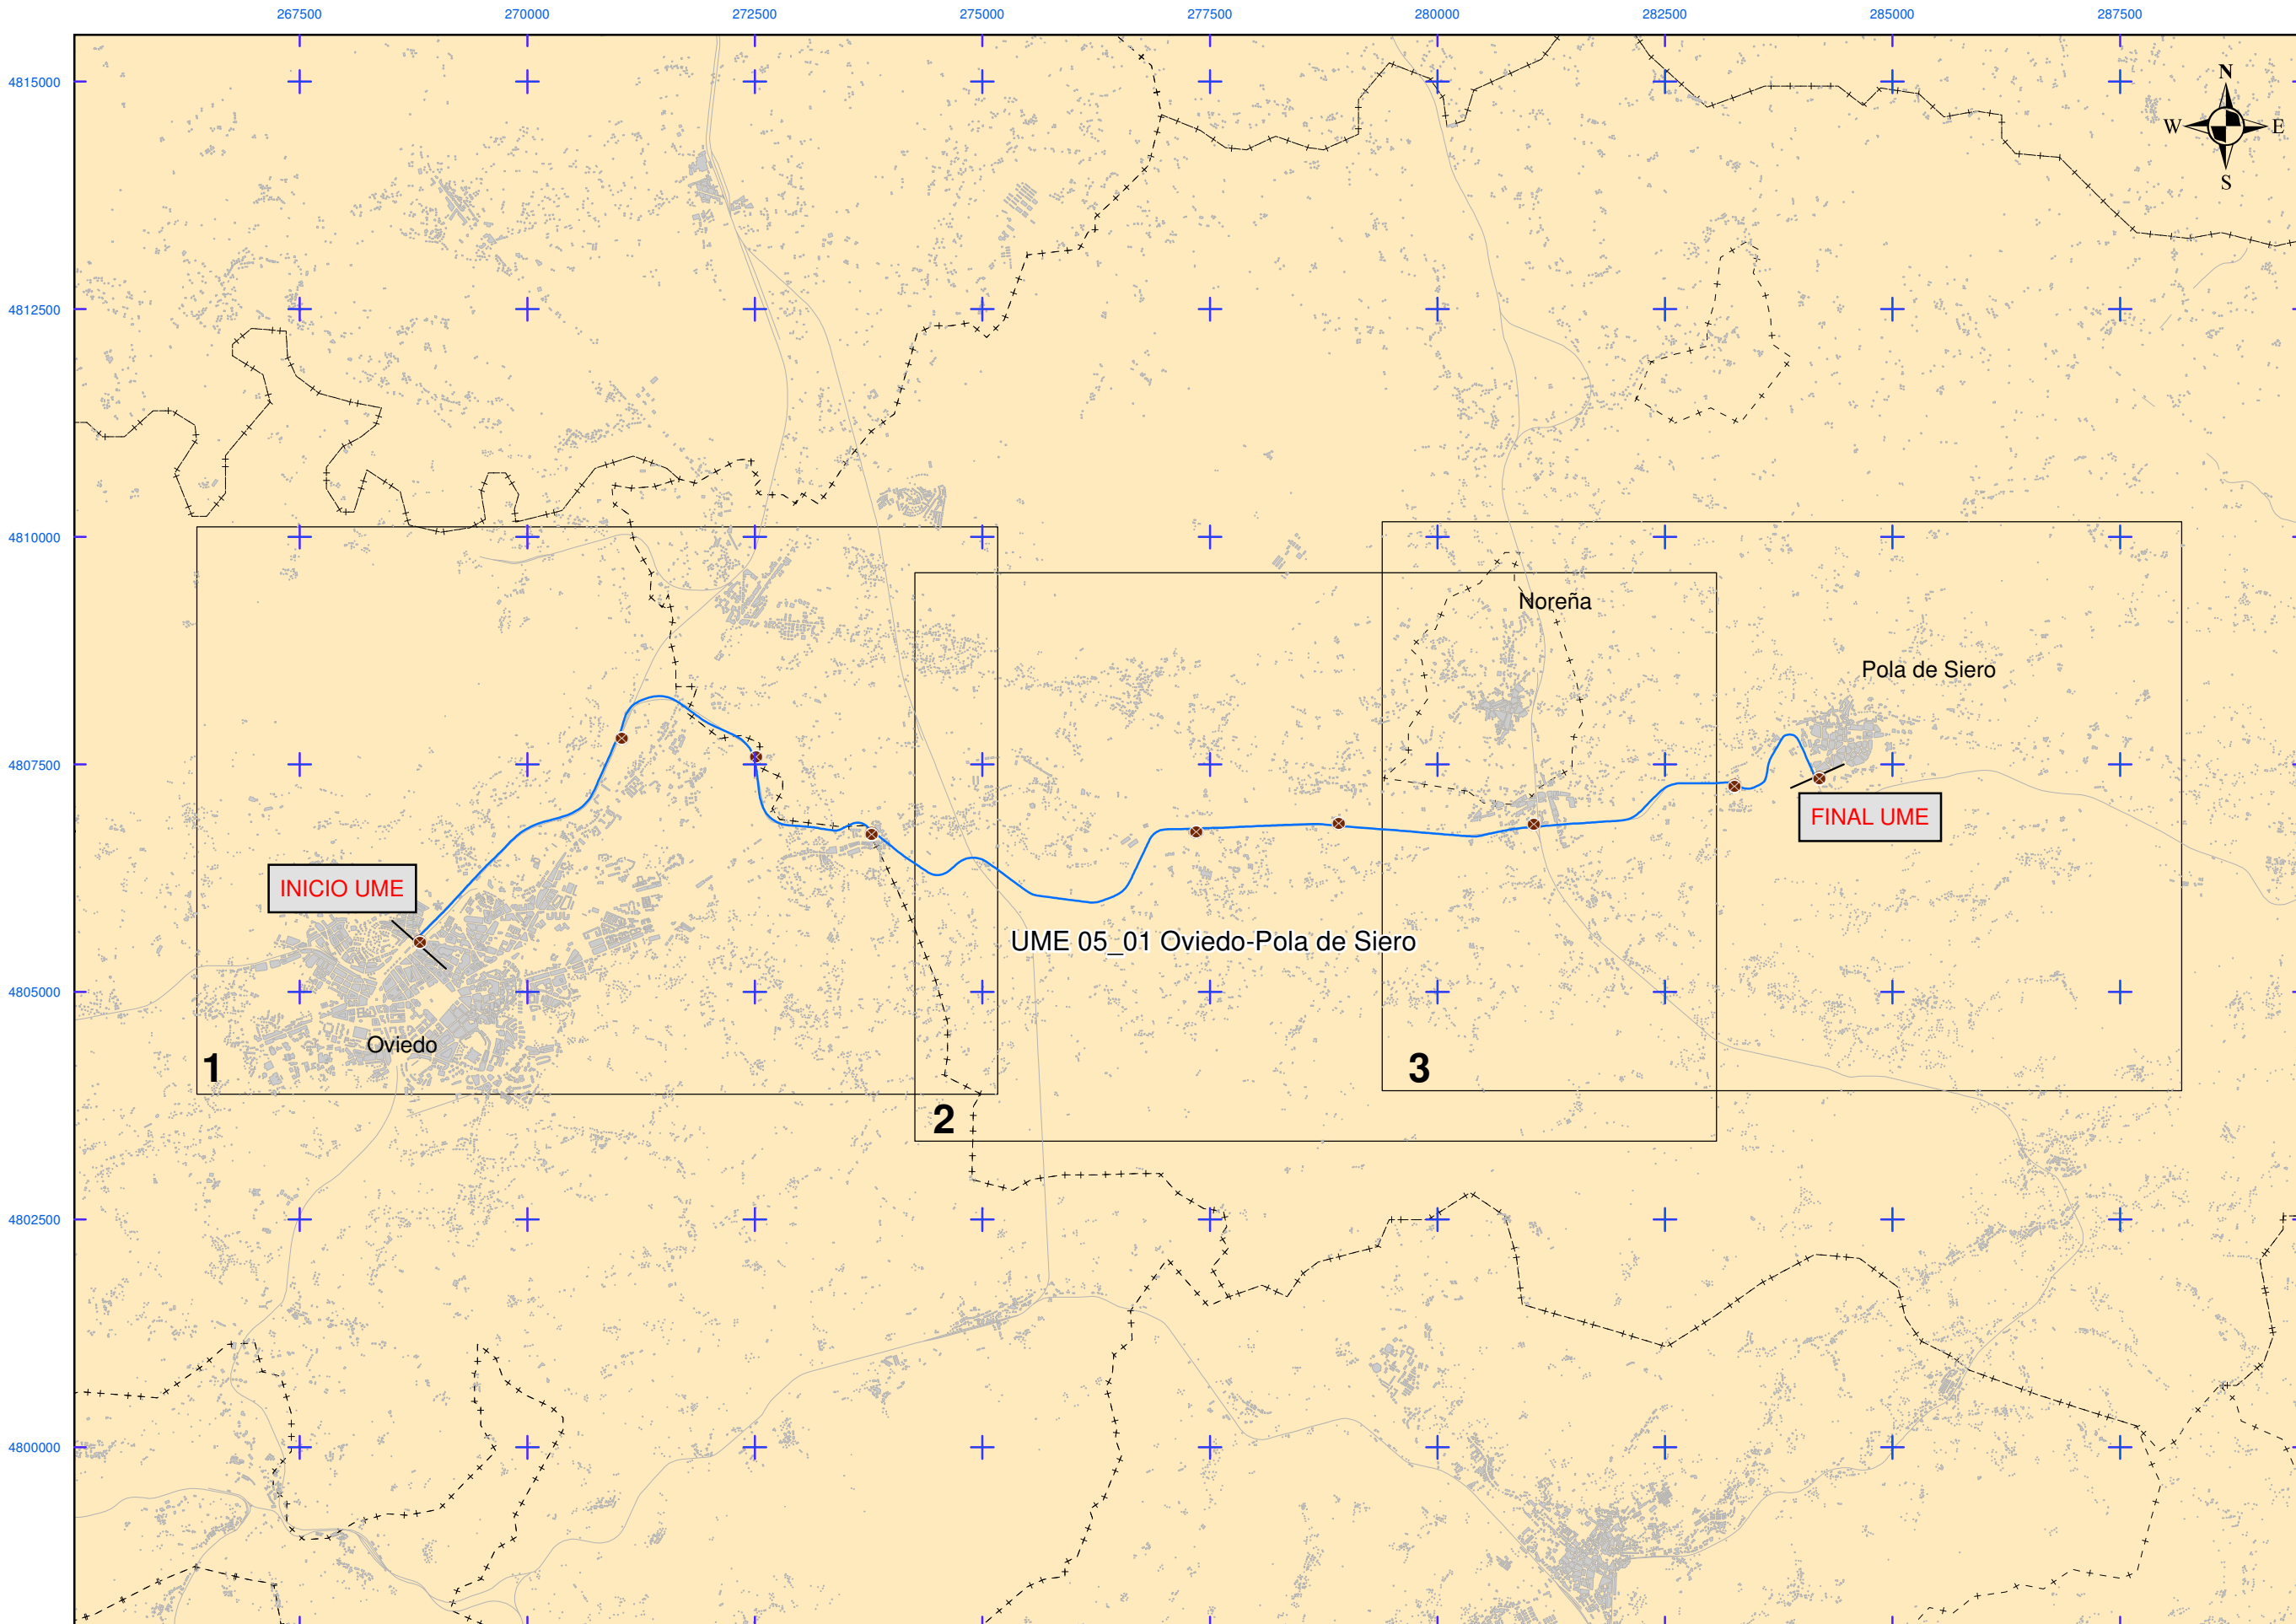 267500 270000 272500 275000 277500 280000 282500 285000 287500
4815000
N
W E
S
4812500
4810000
Noreña
Pola de Siero
4807500
FINAL UME
INICIO UME
UME 05_01 Oviedo-Pola de Siero
4805000
Oviedo
1
3
2
4802500
4800000